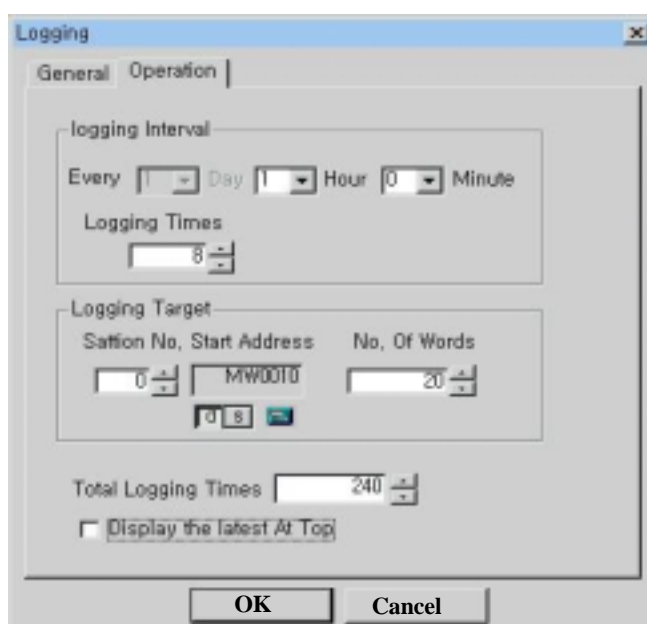 Logging
General Operation
logging Interval
Every 1 Day 1 Hour 0 Minute
Logging Times
8
Logging Target
Sattion No, Start Address No, Of Words
0 MW0010 20
d s
Total Logging Times 240
Display the latest At Top
OK Cancel